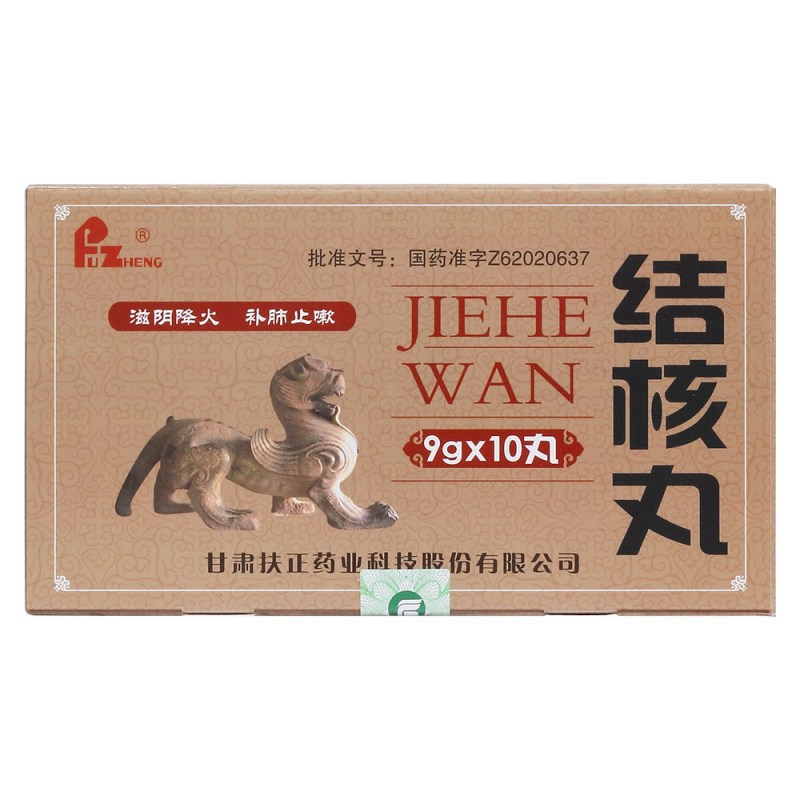 FUZHENG®
批准文号：国药准字Z62020637
滋阴降火 补肺止嗽
JIEHE
WAN
9gx10丸
结核丸
甘肃扶正药业科技股份有限公司